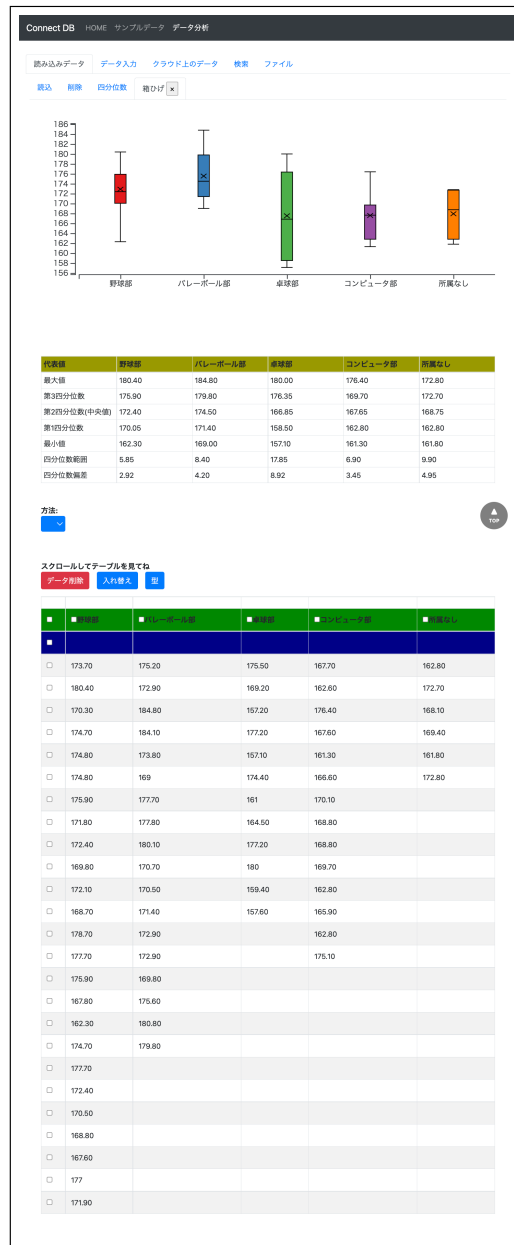 Connect DB HOME サンプルデータ データ分析
読み込みデータ データ入力 クラウド上のデータ 検索 ファイル
読込 削除 四分位数 箱ひげ ×
186
184
182
180
178
176
174
172
170
168
166
164
162
160
158
156
野球部 バレーボール部 卓球部 コンピュータ部 所属なし
代表値 野球部 バレーボール部 卓球部 コンピュータ部 所属なし
最大値 180.40 184.80 180.00 176.40 172.80
第3四分位数 175.90 179.80 176.35 169.70 172.70
第2四分位数(中央値) 172.40 174.50 166.85 167.65 168.75
第1四分位数 170.05 171.40 158.50 162.80 162.80
最小値 162.30 169.00 157.10 161.30 161.80
四分位数範囲 5.85 8.40 17.85 6.90 9.90
四分位数偏差 2.92 4.20 8.92 3.45 4.95
方法:
TOP
スクロールしてテーブルを見てね
データ削除 入れ替え 型
野球部 バレーボール部 卓球部 コンピュータ部 所属なし
173.70 175.20 175.50 167.70 162.80
180.40 172.90 169.20 162.60 172.70
170.30 184.80 157.20 176.40 168.10
174.70 184.10 177.20 167.60 169.40
174.80 173.80 157.10 161.30 161.80
174.80 169 174.40 166.60 172.80
175.90 177.70 161 170.10
171.80 177.80 164.50 168.80
172.40 180.10 177.20 168.80
169.80 170.70 180 169.70
172.10 170.50 159.40 162.80
168.70 171.40 157.60 165.90
178.70 172.90 162.80
177.70 172.90 175.10
175.90 169.80
167.80 175.60
162.30 180.80
174.70 179.80
177.70
172.40
170.50
168.80
167.60
177
171.90